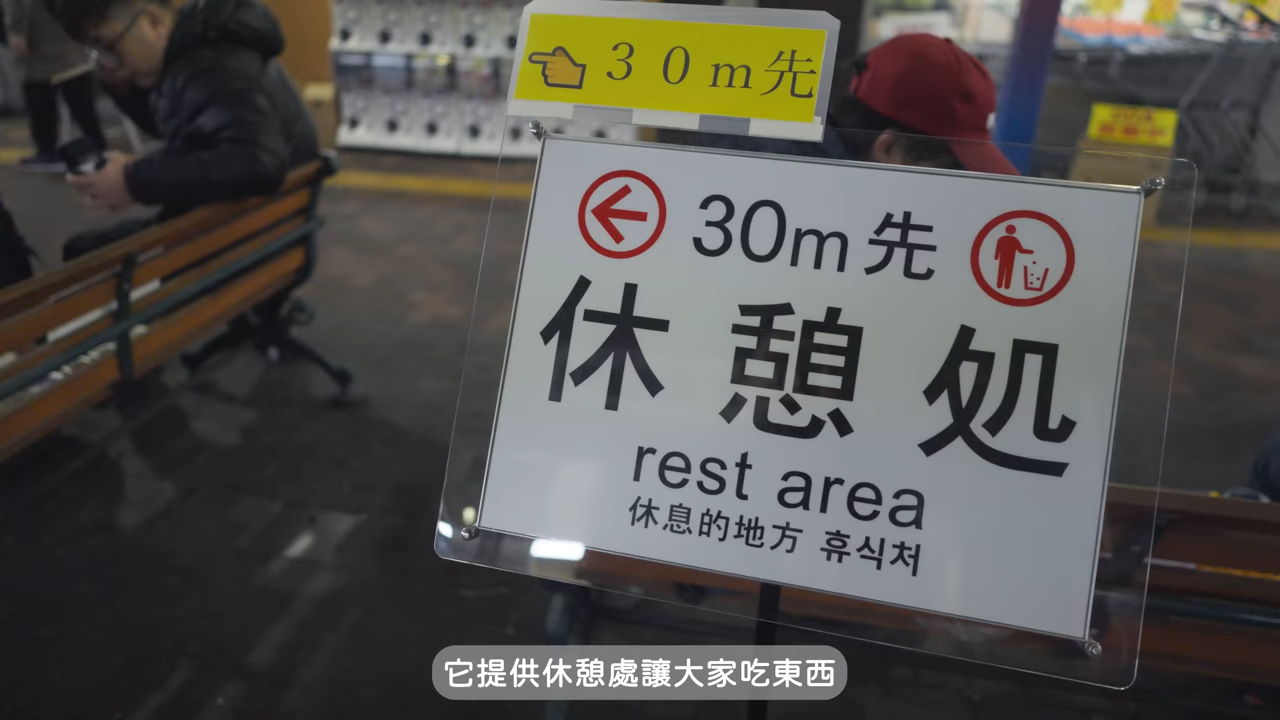 ３０ｍ先
30m先
休憩処
rest area
休息的地方 휴식처
它提供休憩處讓大家吃東西